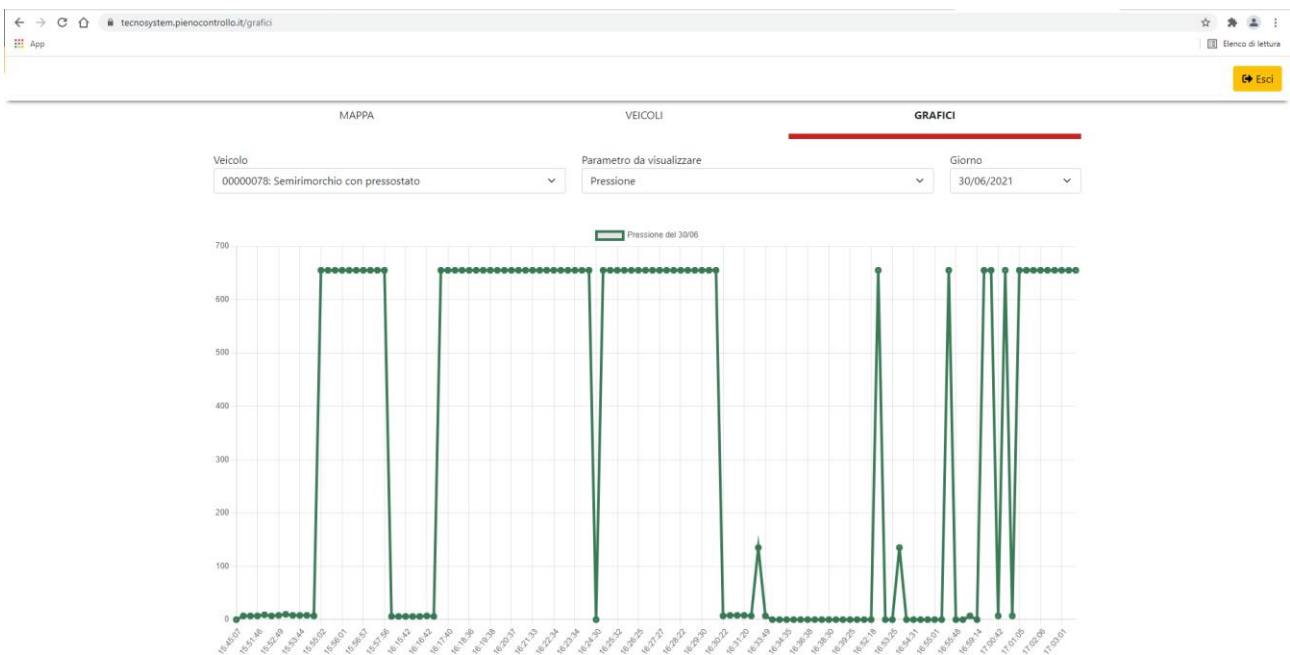 tecnosystem.pienocontrollo.it/grafici
App
Elenco di lettura
Esci
MAPPA VEICOLI GRAFICI
Veicolo Parametro da visualizzare Giorno
00000078: Semirimorchio con pressostato Pressione 30/06/2021
Pressione del 30/06
700
600
500
400
300
200
100
0
15:45:07 15:51:46 15:52:49 15:53:44 15:55:02 15:56:01 15:56:57 15:57:56 16:15:42 16:16:42 16:17:40 16:18:36 16:19:38 16:20:37 16:21:33 16:22:34 16:23:34 16:24:30 16:25:32 16:26:25 16:27:27 16:28:22 16:29:30 16:30:22 16:31:20 16:33:49 16:34:35 16:36:38 16:38:30 16:39:25 16:52:18 16:53:25 16:54:31 16:55:01 16:55:48 16:59:14 17:00:42 17:01:05 17:02:06 17:03:01